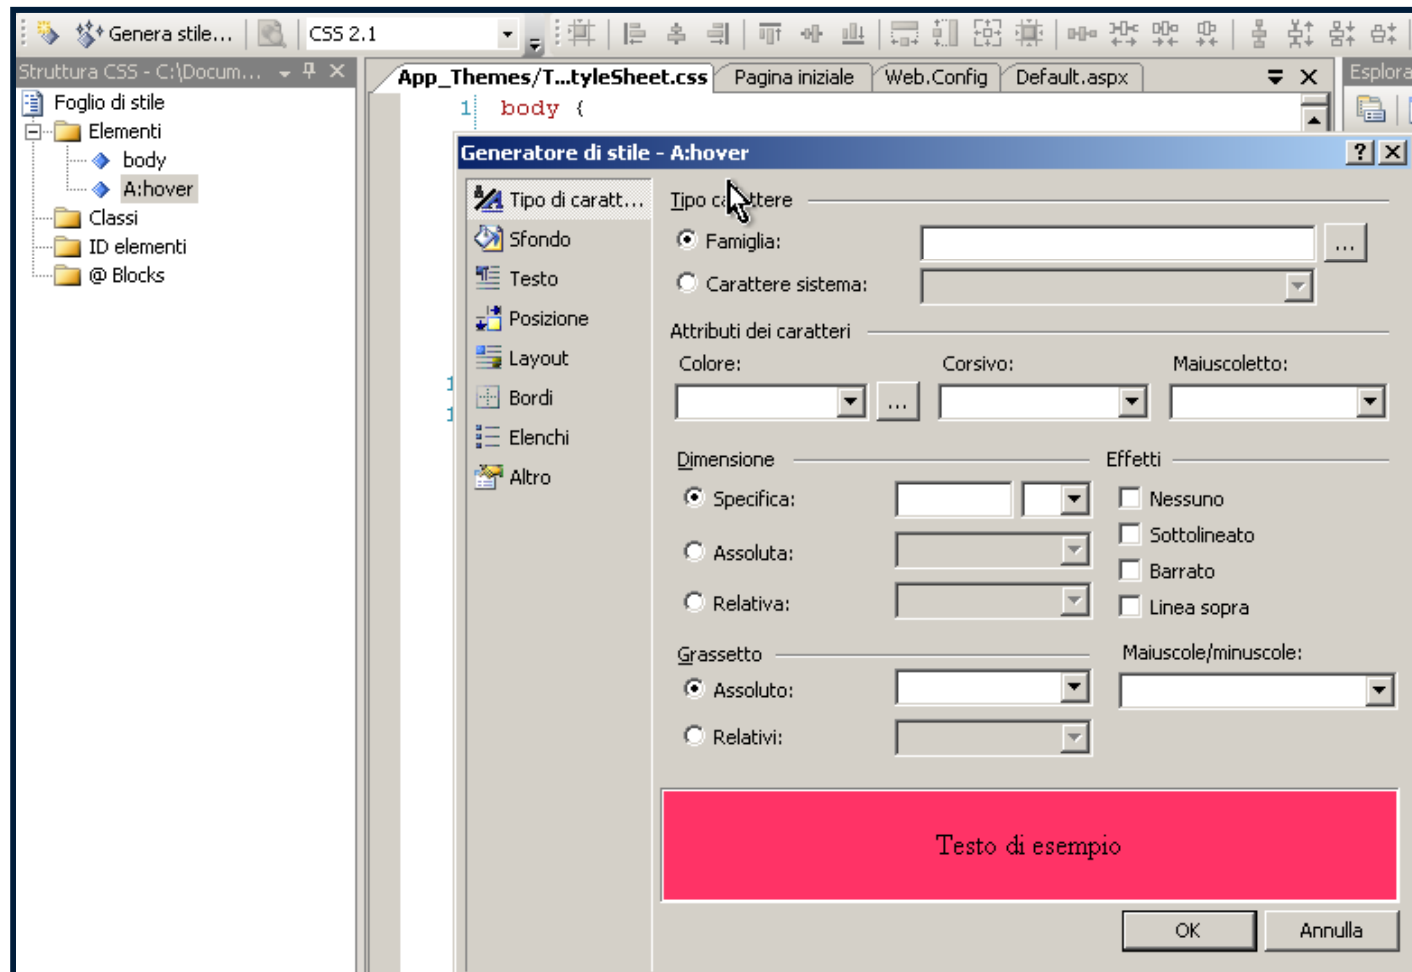 Genera stile...
CSS 2.1
Struttura CSS - C:\Docum...
App_Themes/T...tyleSheet.css
Pagina iniziale
Web.Config
Default.aspx
Esplora
Foglio di stile
Elementi
body
A:hover
Classi
ID elementi
@ Blocks
1 body {
Generatore di stile - A:hover
Tipo di caratt...
Sfondo
Testo
Posizione
Layout
Bordi
Elenchi
Altro
Tipo carattere
Famiglia:
...
Carattere sistema:
Attributi dei caratteri
Colore:
Corsivo:
Maiuscoletto:
...
Dimensione
Effetti
Specifica:
Nessuno
Sottolineato
Assoluta:
Barrato
Relativa:
Linea sopra
Grassetto
Maiuscole/minuscole:
Assoluto:
Relativi:
Testo di esempio
OK
Annulla